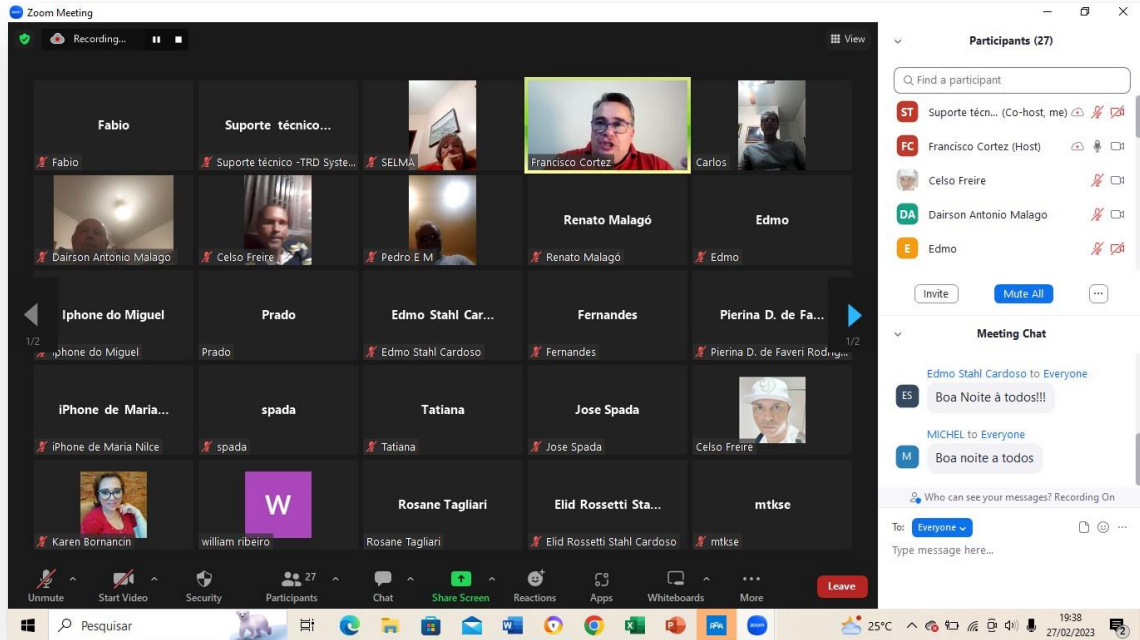 Zoom Meeting
Recording...
View
Fabio
Fabio
Suporte técnico...
Suporte técnico -TRD Syste...
SELMA
Francisco Cortez
Carlos
Dairson Antonio Malago
Celso Freire
Pedro E M
Renato Malagó
Renato Malagó
Edmo
Edmo
Iphone do Miguel
1/2
Prado
Prado
Edmo Stahl Car...
Edmo Stahl Cardoso
Fernandes
Fernandes
Pierina D. de Fa...
Pierina D. de Faveri Rodrig...
1/2
iPhone de Maria...
iPhone de Maria Nilce
spada
spada
Tatiana
Tatiana
Jose Spada
Jose Spada
Celso Freire
Karen Bornancin
W
william ribeiro
Rosane Tagliari
Rosane Tagliari
Elid Rossetti Sta...
Elid Rossetti Stahl Cardoso
mtkse
mtkse
Unmute
Start Video
Security
27
Participants
Chat
Share Screen
Reactions
Apps
Whiteboards
More
Leave
Participants (27)
Find a participant
ST Suporte técn... (Co-host, me)
FC Francisco Cortez (Host)
Celso Freire
DA Dairson Antonio Malago
E Edmo
Invite
Mute All
...
Meeting Chat
Edmo Stahl Cardoso to Everyone
ES Boa Noite à todos!!!
MICHEL to Everyone
M Boa noite a todos
Who can see your messages? Recording On
To: Everyone
Type message here...
Pesquisar
25°C
19:38
27/02/2023